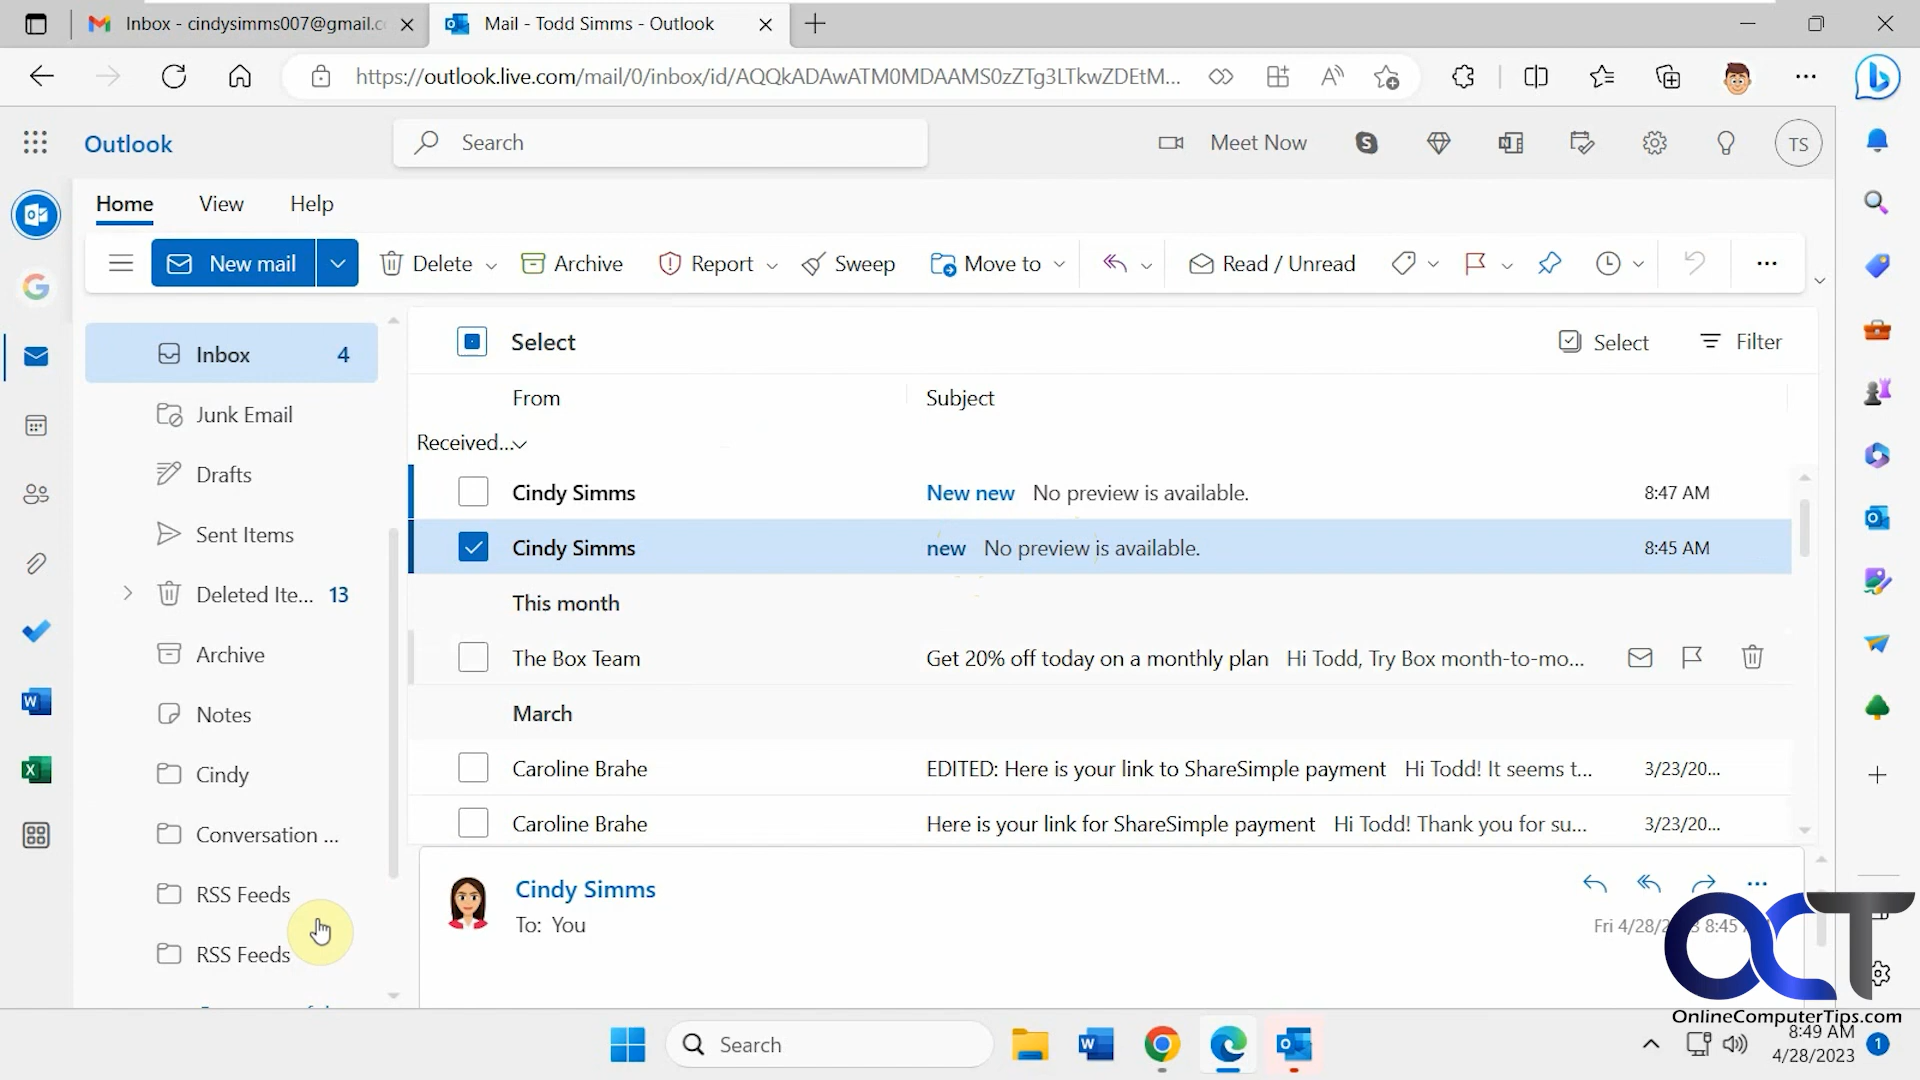 Inbox - cindysimms007@gmail.c
Mail - Todd Simms - Outlook
https://outlook.live.com/mail/0/inbox/id/AQQkADAwATM0MDAAMS0zZTg3LTkwZDEtM...
Outlook
Search
Meet Now
TS
Home View Help
New mail Delete Archive Report Sweep Move to Read / Unread
Inbox 4
Junk Email
Drafts
Sent Items
Deleted Ite... 13
Archive
Notes
Cindy
Conversation ...
RSS Feeds
RSS Feeds
Select
Select
Filter
From Subject
Received...
Cindy Simms New new No preview is available. 8:47 AM
Cindy Simms new No preview is available. 8:45 AM
This month
The Box Team Get 20% off today on a monthly plan Hi Todd, Try Box month-to-mo...
March
Caroline Brahe EDITED: Here is your link to ShareSimple payment Hi Todd! It seems t... 3/23/20...
Caroline Brahe Here is your link for ShareSimple payment Hi Todd! Thank you for su... 3/23/20...
Cindy Simms
To: You
Fri 4/28/2 3 8:45
OCT
OnlineComputerTips.com
Search
8:49 AM
4/28/2023
1